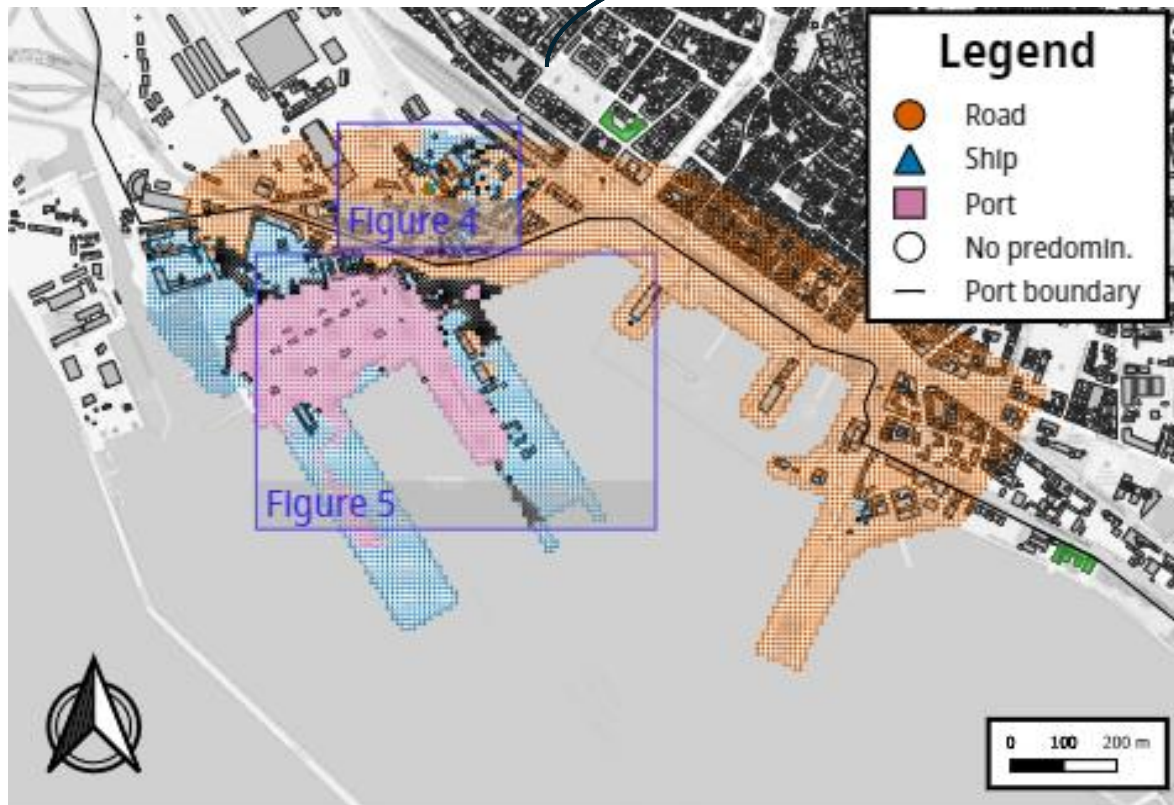 Legend
Road
Ship
Port
No predomin.
Port boundary
Figure 4
Figure 5
0 100 200 m